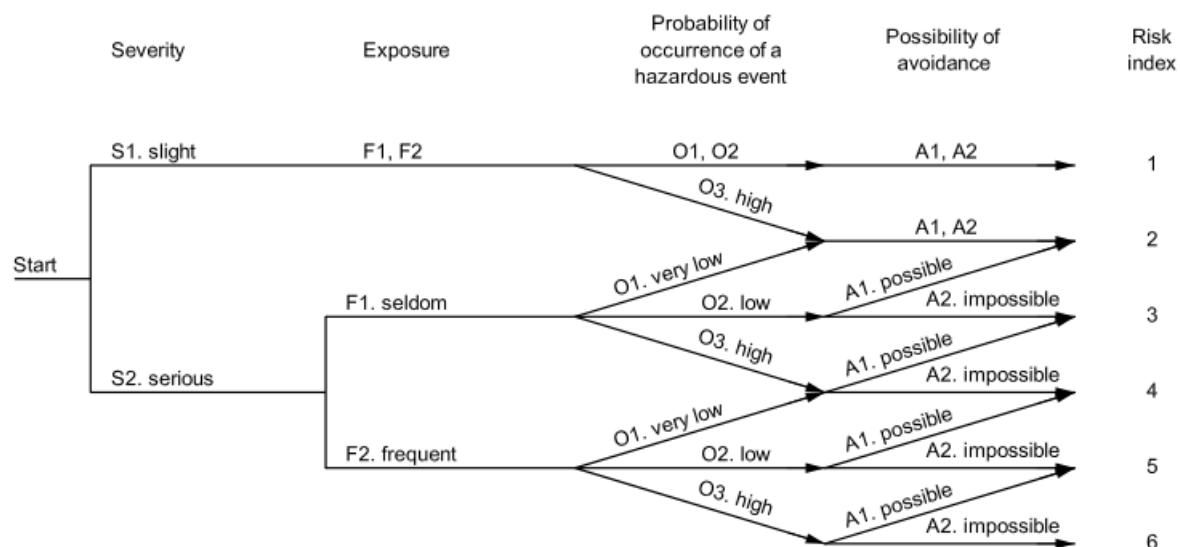 Severity
Exposure
Probability of
occurrence of a
hazardous event
Possibility of
avoidance
Risk
index
S1. slight
F1, F2
O1, O2
A1, A2
1
O3. high
A1, A2
2
Start
O1. very low
A1. possible
F1. seldom
O2. low
A2. impossible
3
O3. high
A1. possible
S2. serious
A2. impossible
4
O1. very low
A1. possible
F2. frequent
O2. low
A2. impossible
5
O3. high
A1. possible
A2. impossible
6